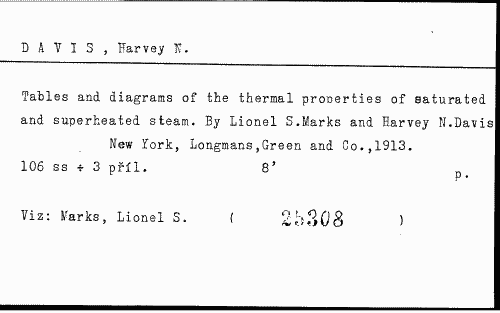 D A V I S , Harvey N.
Tables and diagrams of the thermal properties of saturated
and superheated steam. By Lionel S.Marks and Harvey N.Davis
New York, Longmans,Green and Co.,1913.
106 ss + 3 příl. 8'
p.
Viz: Marks, Lionel S. ( 25308 )